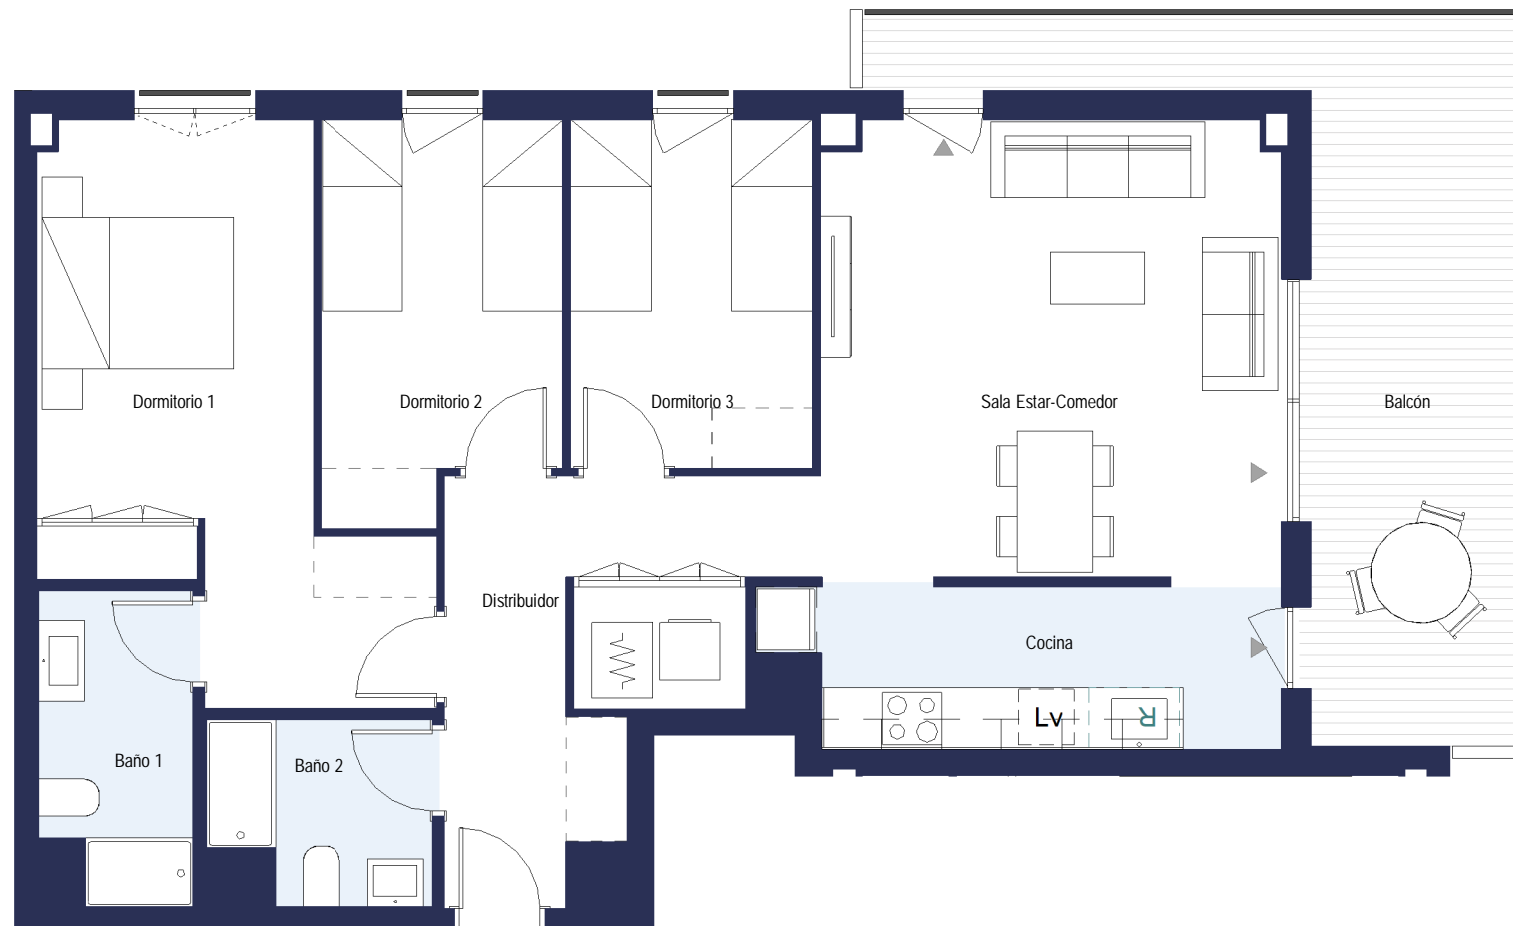 Dormitorio 1
Dormitorio 2
Dormitorio 3
Sala Estar-Comedor
Balcón
Distribuidor
Cocina
Lv
R
Baño 1
Baño 2